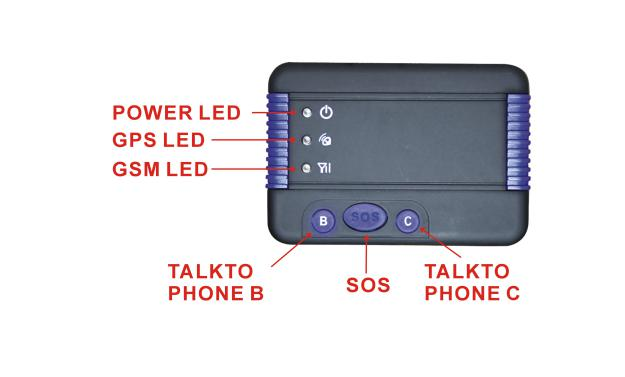 POWER LED
GPS LED
GSM LED
B
SOS
C
TALKTO
PHONE B
SOS
TALKTO
PHONE C